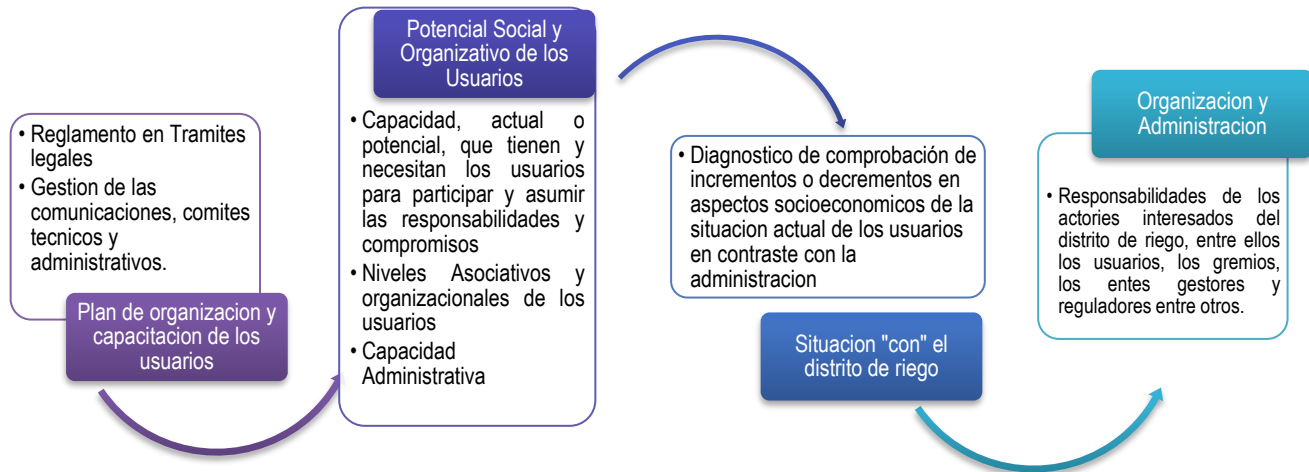 • Reglamento en Tramites
legales
• Gestion de las
comunicaciones, comites
tecnicos y
administrativos.
Plan de organizacion y
capacitacion de los
usuarios
Potencial Social y
Organizativo de los
Usuarios
• Capacidad, actual o
potencial, que tienen y
necesitan los usuarios
para participar y asumir
las responsabilidades y
compromisos
• Niveles Asociativos y
organizacionales de los
usuarios
• Capacidad
Administrativa
• Diagnostico de comprobación de
incrementos o decrementos en
aspectos socioeconomicos de la
situacion actual de los usuarios
en contraste con la
administracion
Situacion "con" el
distrito de riego
Organizacion y
Administracion
• Responsabilidades de los
actories interesados del
distrito de riego, entre ellos
los usuarios, los gremios,
los entes gestores y
reguladores entre otros.